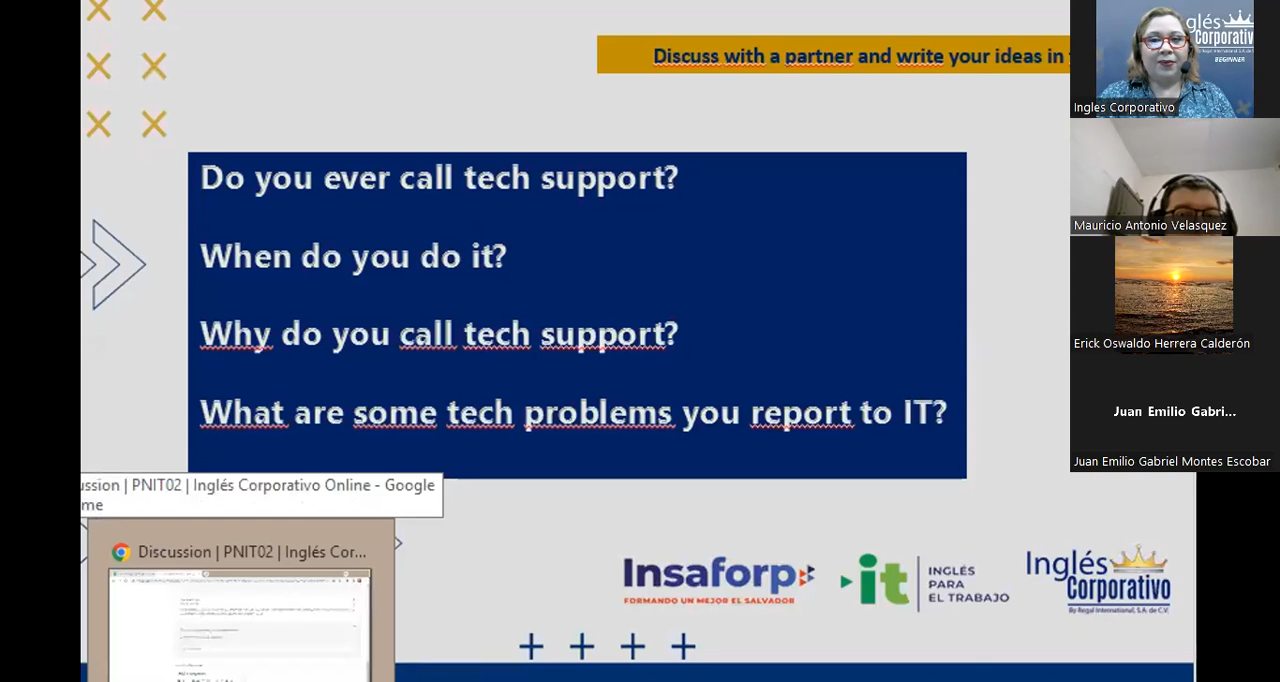 Discuss with a partner and write your ideas in
Do you ever call tech support?
When do you do it?
Why do you call tech support?
What are some tech problems you report to IT?
ussion | PNIT02 | Inglés Corporativo Online - Google
me
Discussion | PNIT02 | Inglés Cor...
Insaforp
FORMANDO UN MEJOR EL SALVADOR
it
INGLÉS
PARA
EL TRABAJO
Inglés
Corporativo
By Regal International, S.A. de C.V.
glés
Corporativ
BEGINNER
Ingles Corporativo
Mauricio Antonio Velasquez
Erick Oswaldo Herrera Calderón
Juan Emilio Gabri...
Juan Emilio Gabriel Montes Escobar